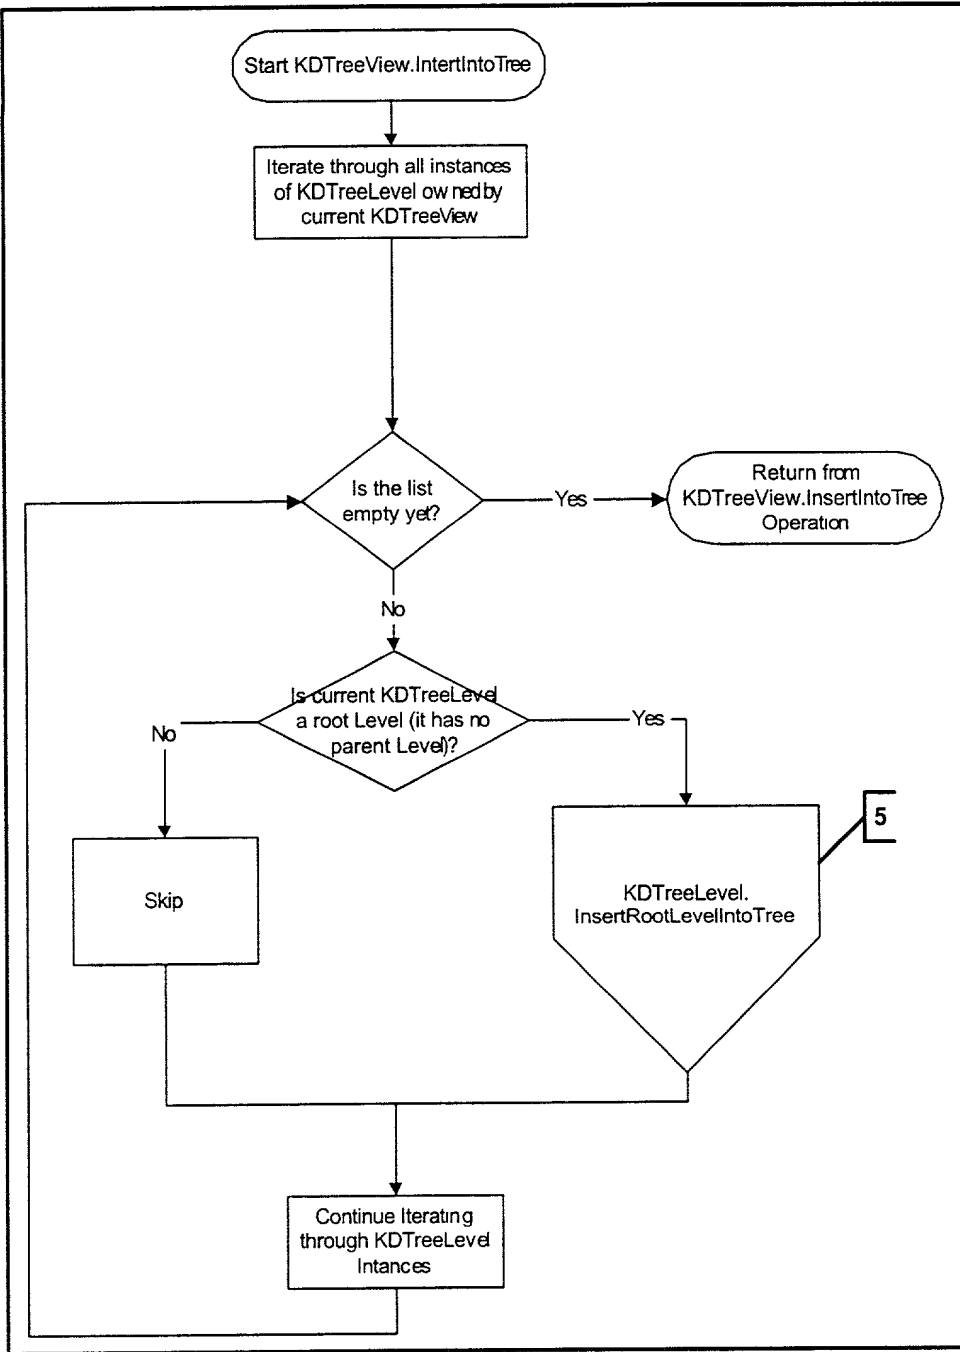 Start KDTreeView.IntertIntoTree
Iterate through all instances
of KDTreeLevel owned by
current KDTreeView
Is the list
empty yet?
Yes
Return from
KDTreeView.InsertIntoTree
Operation
No
Is current KDTreeLevel
a root Level (it has no
parent Level)?
No
Yes
5
Skip
KDTreeLevel.
InsertRootLevelIntoTree
Continue Iterating
through KDTreeLevel
Intances